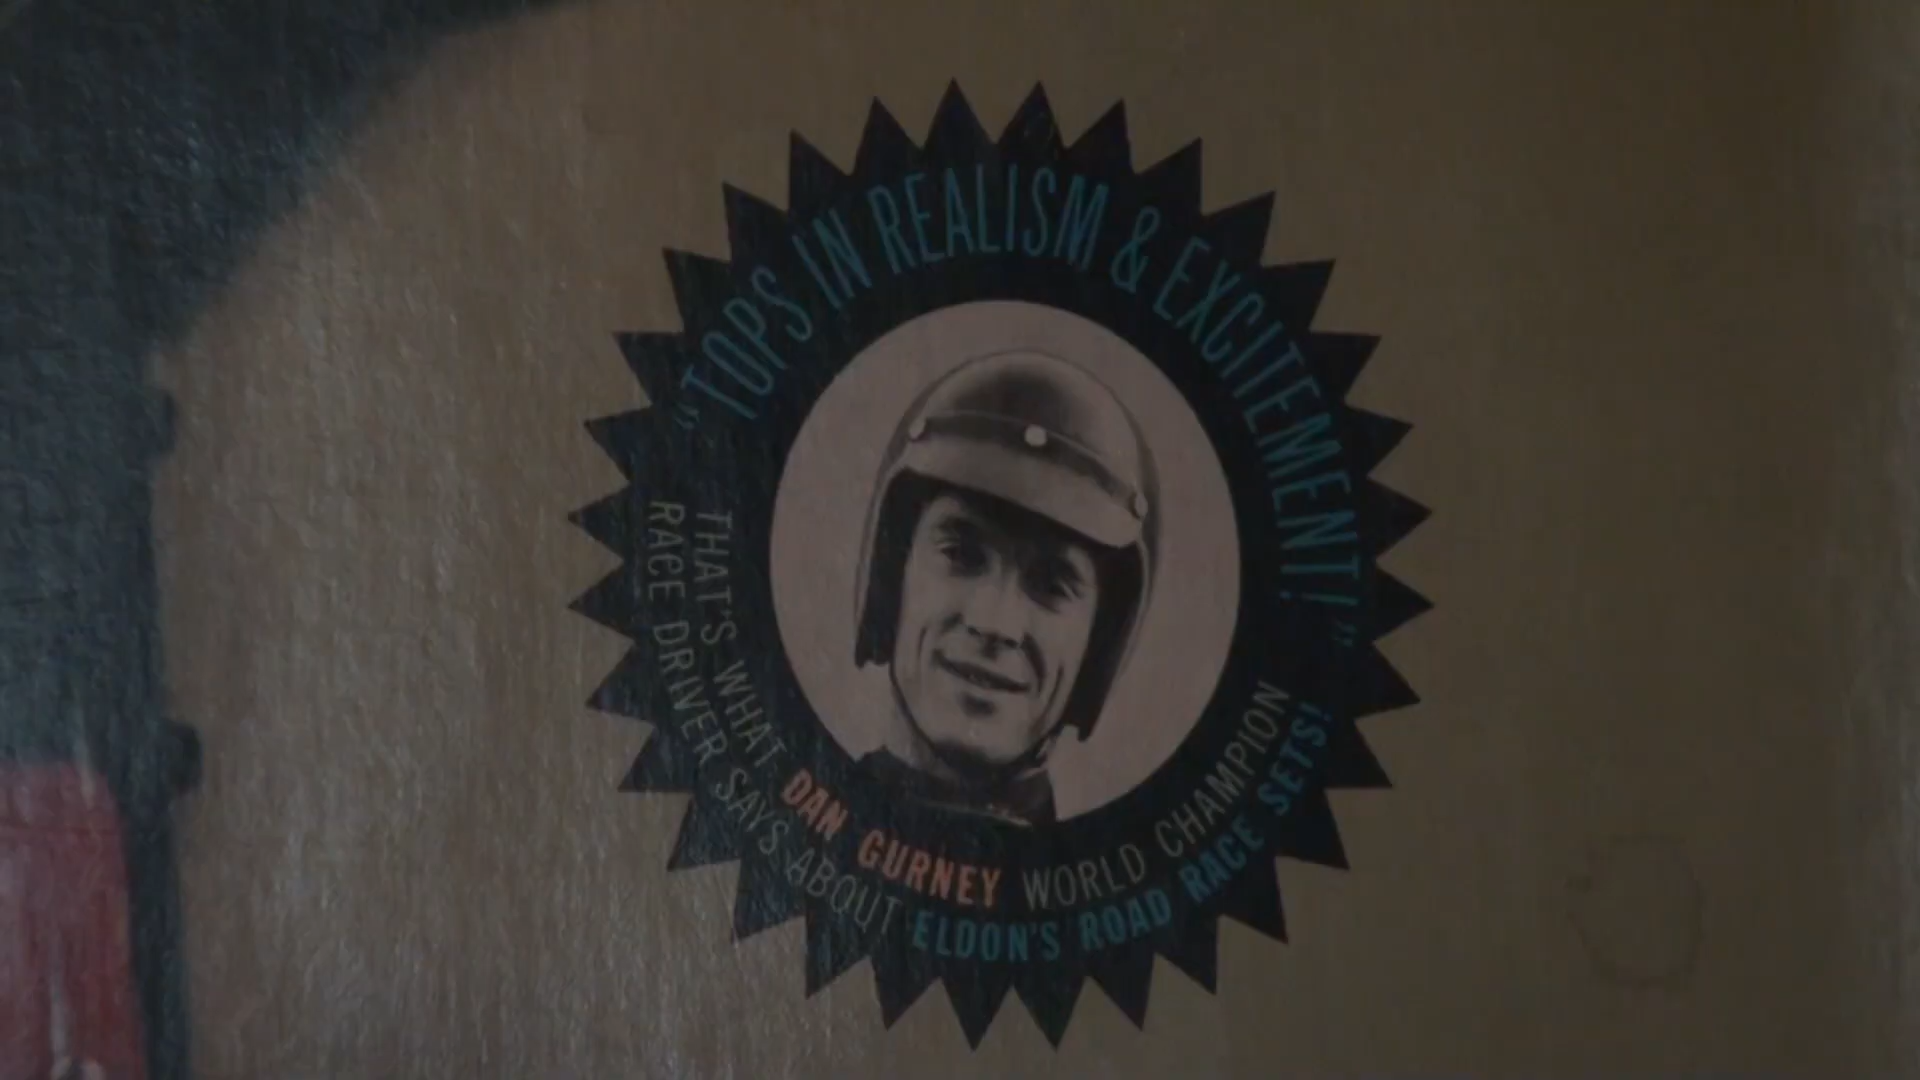 "TOPS IN REALISM & EXCITEMENT!"
THAT'S WHAT DAN GURNEY WORLD CHAMPION
RACE DRIVER SAYS ABOUT ELDON'S ROAD RACE SETS!